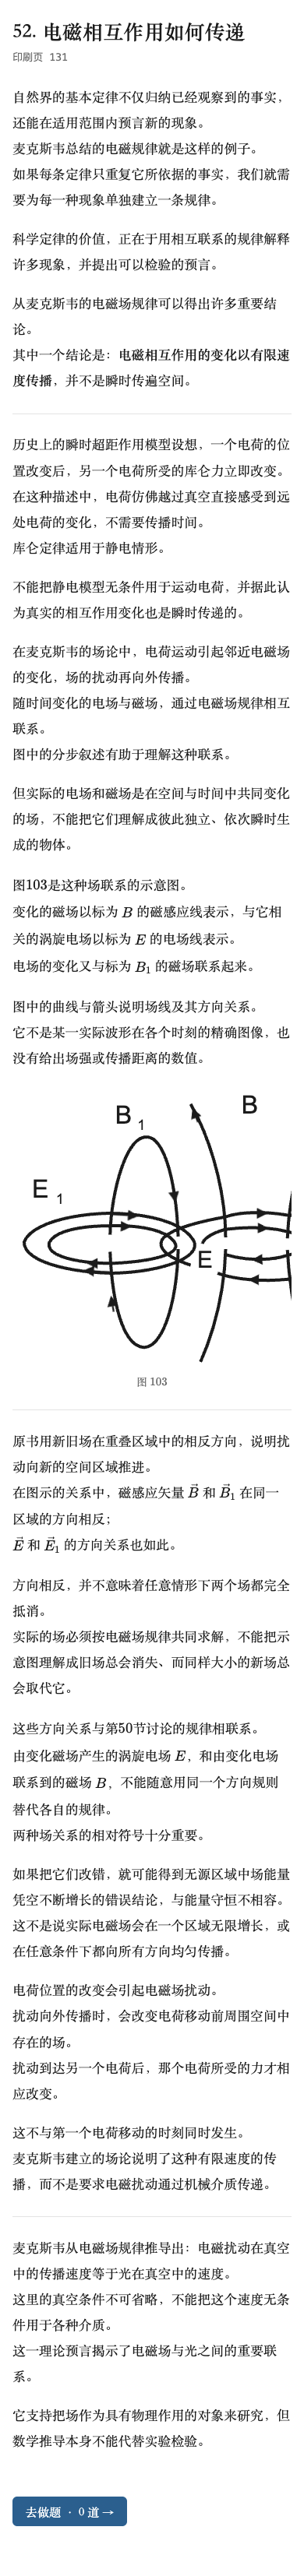 52. 电磁相互作用如何传递
印刷页 131
自然界的基本定律不仅归纳已经观察到的事实，
还能在适用范围内预言新的现象。
麦克斯韦总结的电磁规律就是这样的例子。
如果每条定律只重复它所依据的事实，我们就需
要为每一种现象单独建立一条规律。
科学定律的价值，正在于用相互联系的规律解释
许多现象，并提出可以检验的预言。
从麦克斯韦的电磁场规律可以得出许多重要结
论。
其中一个结论是：电磁相互作用的变化以有限速
度传播，并不是瞬时传遍空间。
历史上的瞬时超距作用模型设想，一个电荷的位
置改变后，另一个电荷所受的库仑力立即改变。
在这种描述中，电荷仿佛越过真空直接感受到远
处电荷的变化，不需要传播时间。
库仑定律适用于静电情形。
不能把静电模型无条件用于运动电荷，并据此认
为真实的相互作用变化也是瞬时传递的。
在麦克斯韦的场论中，电荷运动引起邻近电磁场
的变化，场的扰动再向外传播。
随时间变化的电场与磁场，通过电磁场规律相互
联系。
图中的分步叙述有助于理解这种联系。
但实际的电场和磁场是在空间与时间中共同变化
的场，不能把它们理解成彼此独立、依次瞬时生
成的物体。
图103是这种场联系的示意图。
变化的磁场以标为 B 的磁感应线表示，与它相
关的涡旋电场以标为 E 的电场线表示。
电场的变化又与标为 B₁ 的磁场联系起来。
图中的曲线与箭头说明场线及其方向关系。
它不是某一实际波形在各个时刻的精确图像，也
没有给出场强或传播距离的数值。
B 1
B
E 1
E
图 103
原书用新旧场在重叠区域中的相反方向，说明扰
动向新的空间区域推进。
在图示的关系中，磁感应矢量 B⃗ 和 B⃗₁ 在同一
区域的方向相反；
E⃗ 和 E⃗₁ 的方向关系也如此。
方向相反，并不意味着任意情形下两个场都完全
抵消。
实际的场必须按电磁场规律共同求解，不能把示
意图理解成旧场总会消失、而同样大小的新场总
会取代它。
这些方向关系与第50节讨论的规律相联系。
由变化磁场产生的涡旋电场 E，和由变化电场
联系到的磁场 B，不能随意用同一个方向规则
替代各自的规律。
两种场关系的相对符号十分重要。
如果把它们改错，就可能得到无源区域中场能量
凭空不断增长的错误结论，与能量守恒不相容。
这不是说实际电磁场会在一个区域无限增长，或
在任意条件下都向所有方向均匀传播。
电荷位置的改变会引起电磁场扰动。
扰动向外传播时，会改变电荷移动前周围空间中
存在的场。
扰动到达另一个电荷后，那个电荷所受的力才相
应改变。
这不与第一个电荷移动的时刻同时发生。
麦克斯韦建立的场论说明了这种有限速度的传
播，而不是要求电磁扰动通过机械介质传递。
麦克斯韦从电磁场规律推导出：电磁扰动在真空
中的传播速度等于光在真空中的速度。
这里的真空条件不可省略，不能把这个速度无条
件用于各种介质。
这一理论预言揭示了电磁场与光之间的重要联
系。
它支持把场作为具有物理作用的对象来研究，但
数学推导本身不能代替实验检验。
去做题 · 0 道 →